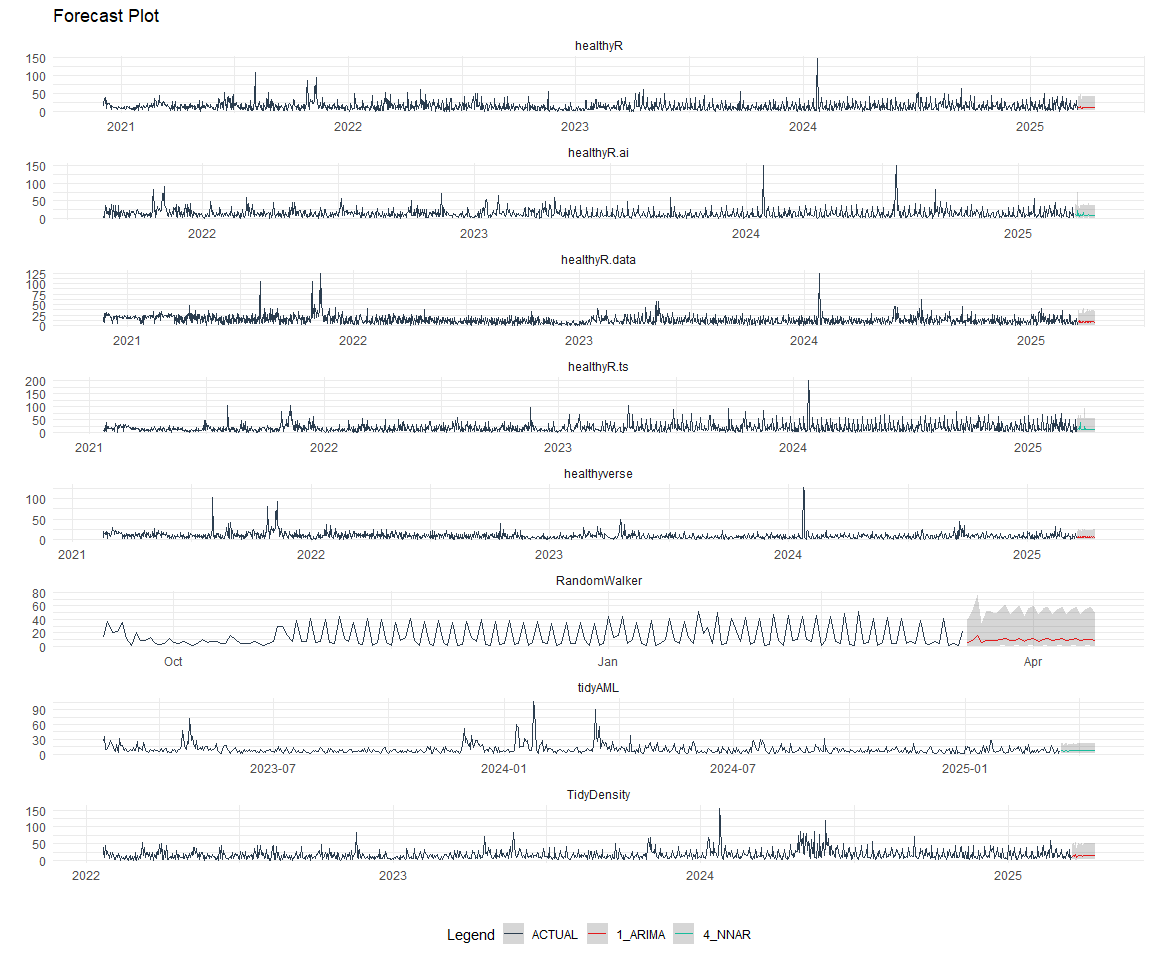 Forecast Plot
healthyR
150
100
50
0
2021 2022 2023 2024 2025
healthyR.ai
150
100
50
0
2022 2023 2024 2025
healthyR.data
125
100
75
50
25
0
2021 2022 2023 2024 2025
healthyR.ts
200
150
100
50
0
2021 2022 2023 2024 2025
healthyverse
100
50
0
2021 2022 2023 2024 2025
RandomWalker
80
60
40
20
0
Oct Jan Apr
tidyAML
90
60
30
0
2023-07 2024-01 2024-07 2025-01
TidyDensity
150
100
50
0
2022 2023 2024 2025
Legend ACTUAL 1_ARIMA 4_NNAR